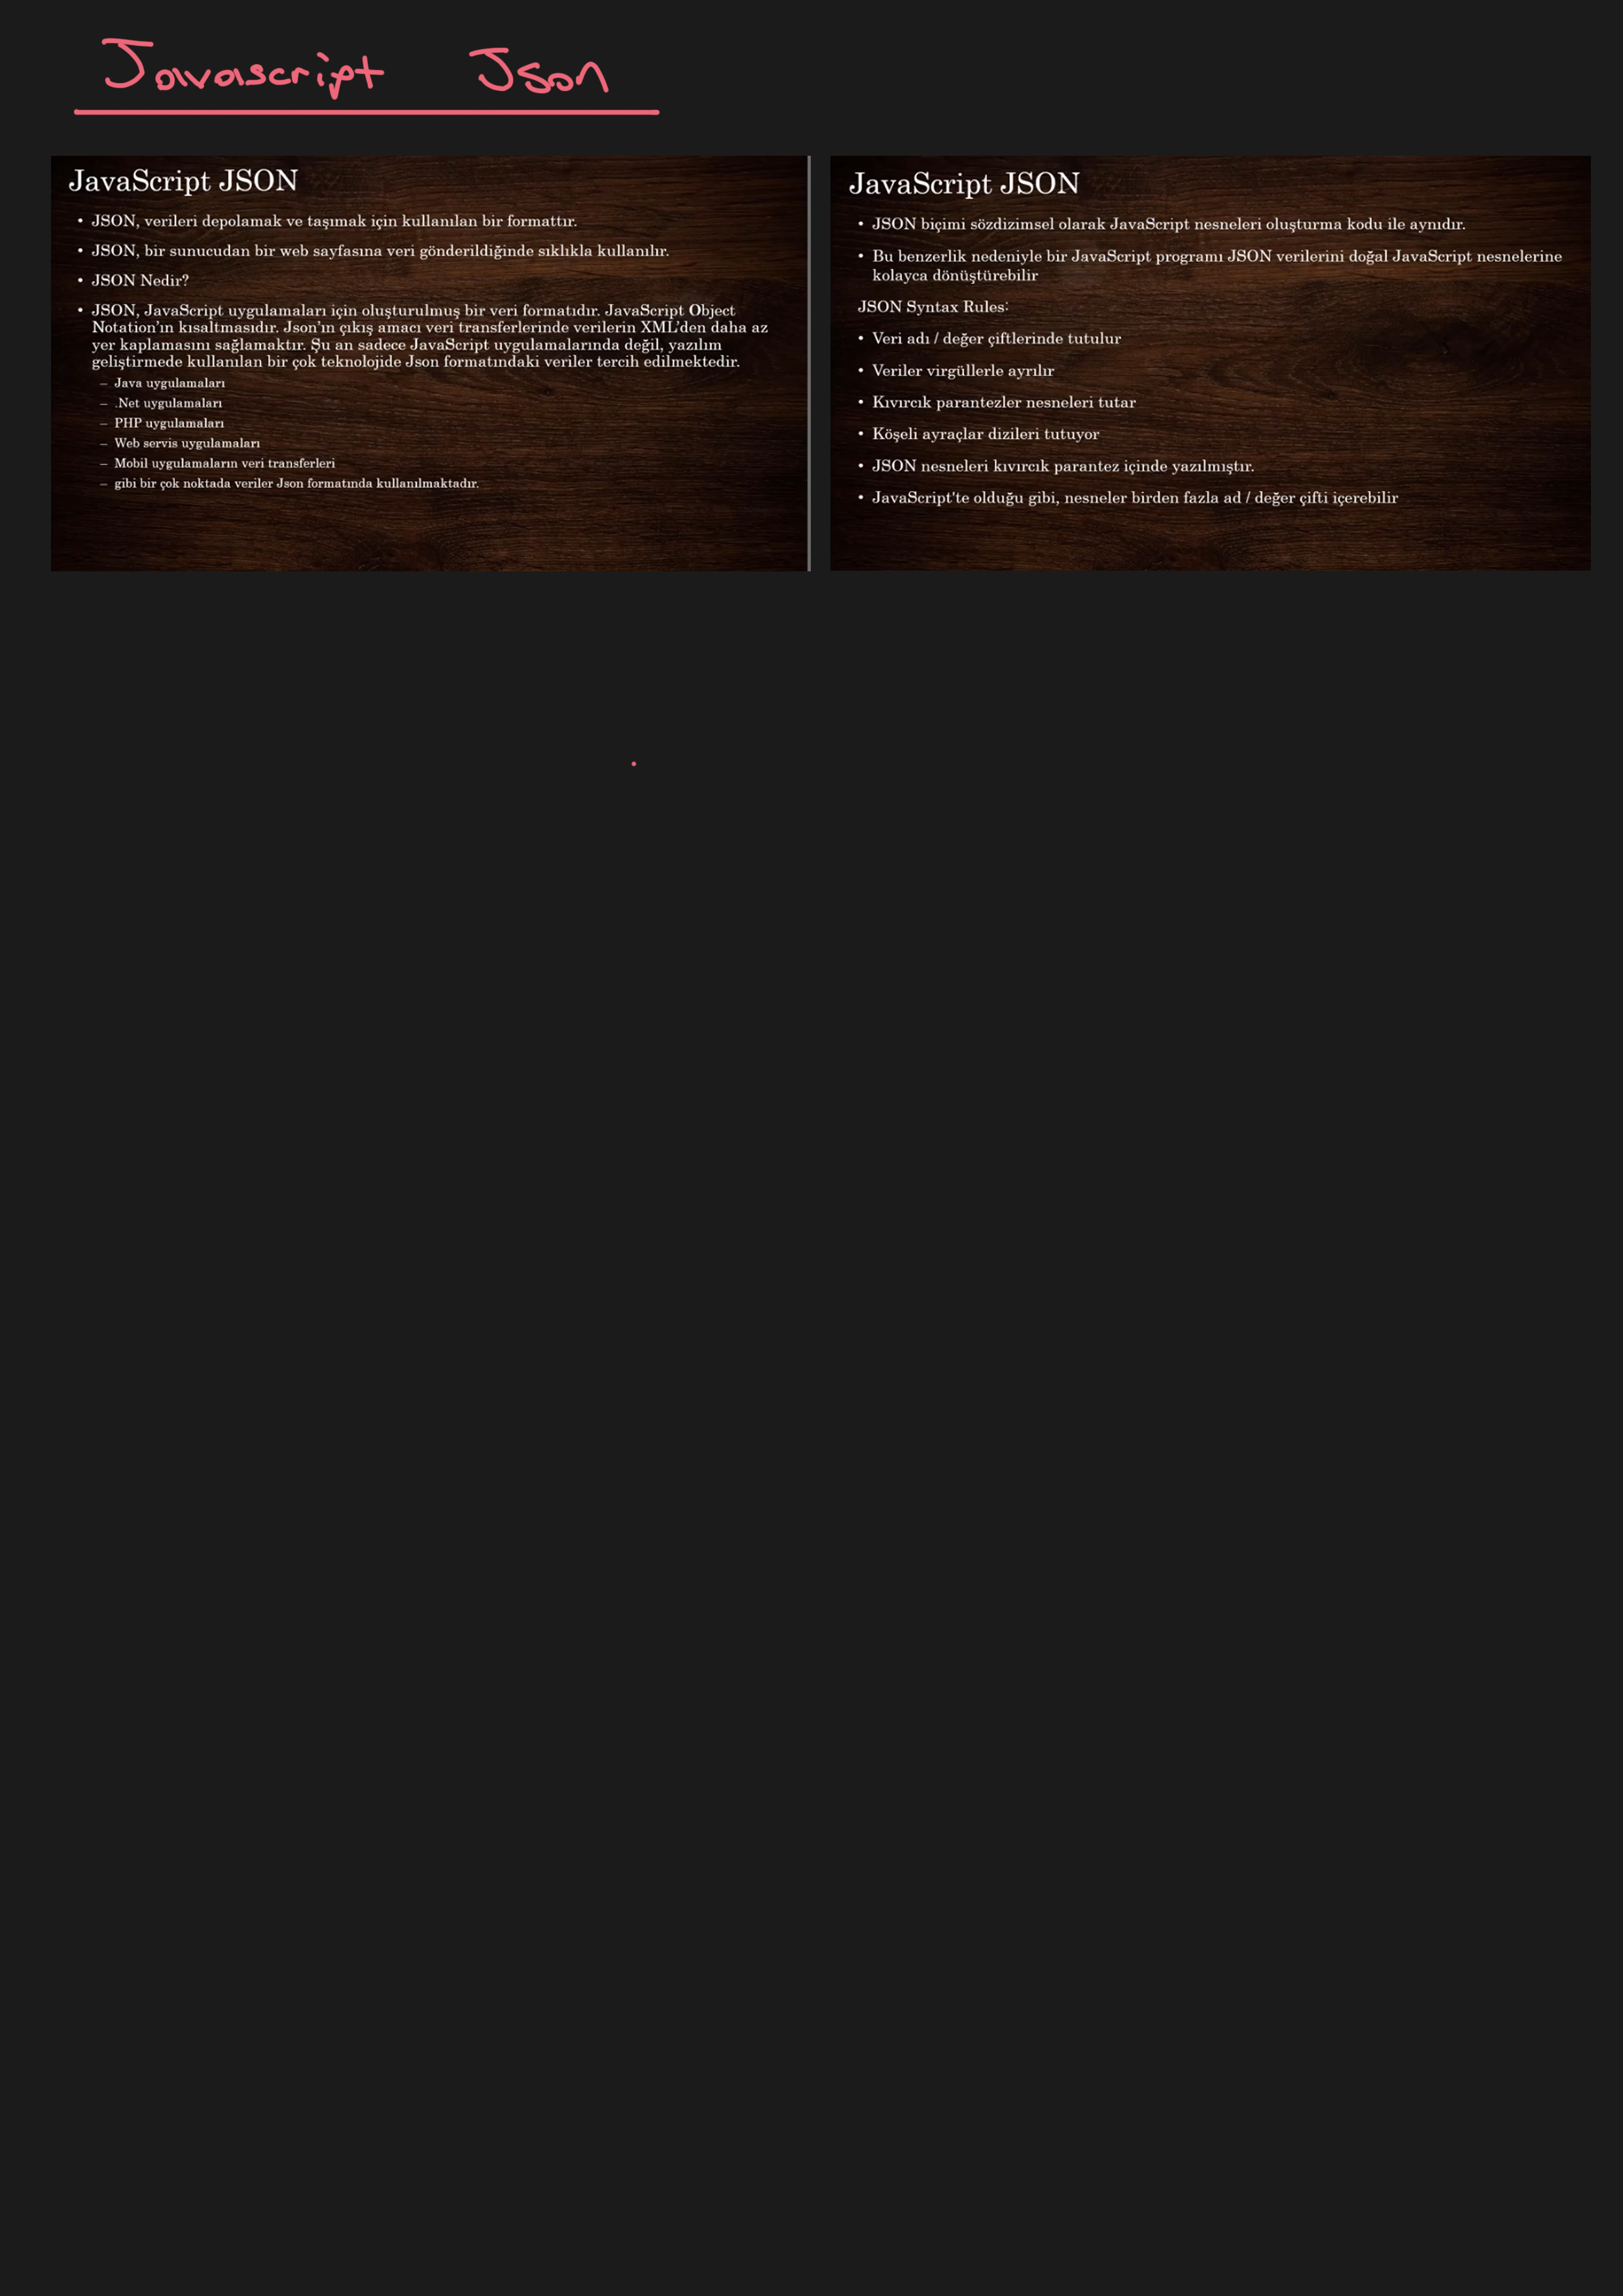 Javascript Json
JavaScript JSON
• JSON, verileri depolamak ve taşımak için kullanılan bir formattır.
• JSON, bir sunucudan bir web sayfasına veri gönderildiğinde sıklıkla kullanılır.
• JSON Nedir?
• JSON, JavaScript uygulamaları için oluşturulmuş bir veri formatıdır. JavaScript Object
Notation’ın kısaltmasıdır. Json’ın çıkış amacı veri transferlerinde verilerin XML’den daha az
yer kaplamasını sağlamaktır. Şu an sadece JavaScript uygulamalarında değil, yazılım
geliştirmede kullanılan bir çok teknolojide Json formatındaki veriler tercih edilmektedir.
– Java uygulamaları
– .Net uygulamaları
– PHP uygulamaları
– Web servis uygulamaları
– Mobil uygulamaların veri transferleri
– gibi bir çok noktada veriler Json formatında kullanılmaktadır.
JavaScript JSON
• JSON biçimi sözdizimsel olarak JavaScript nesneleri oluşturma kodu ile aynıdır.
• Bu benzerlik nedeniyle bir JavaScript programı JSON verilerini doğal JavaScript nesnelerine
kolayca dönüştürebilir
JSON Syntax Rules:
• Veri adı / değer çiftlerinde tutulur
• Veriler virgüllerle ayrılır
• Kıvırcık parantezler nesneleri tutar
• Köşeli ayraçlar dizileri tutuyor
• JSON nesneleri kıvırcık parantez içinde yazılmıştır.
• JavaScript'te olduğu gibi, nesneler birden fazla ad / değer çifti içerebilir